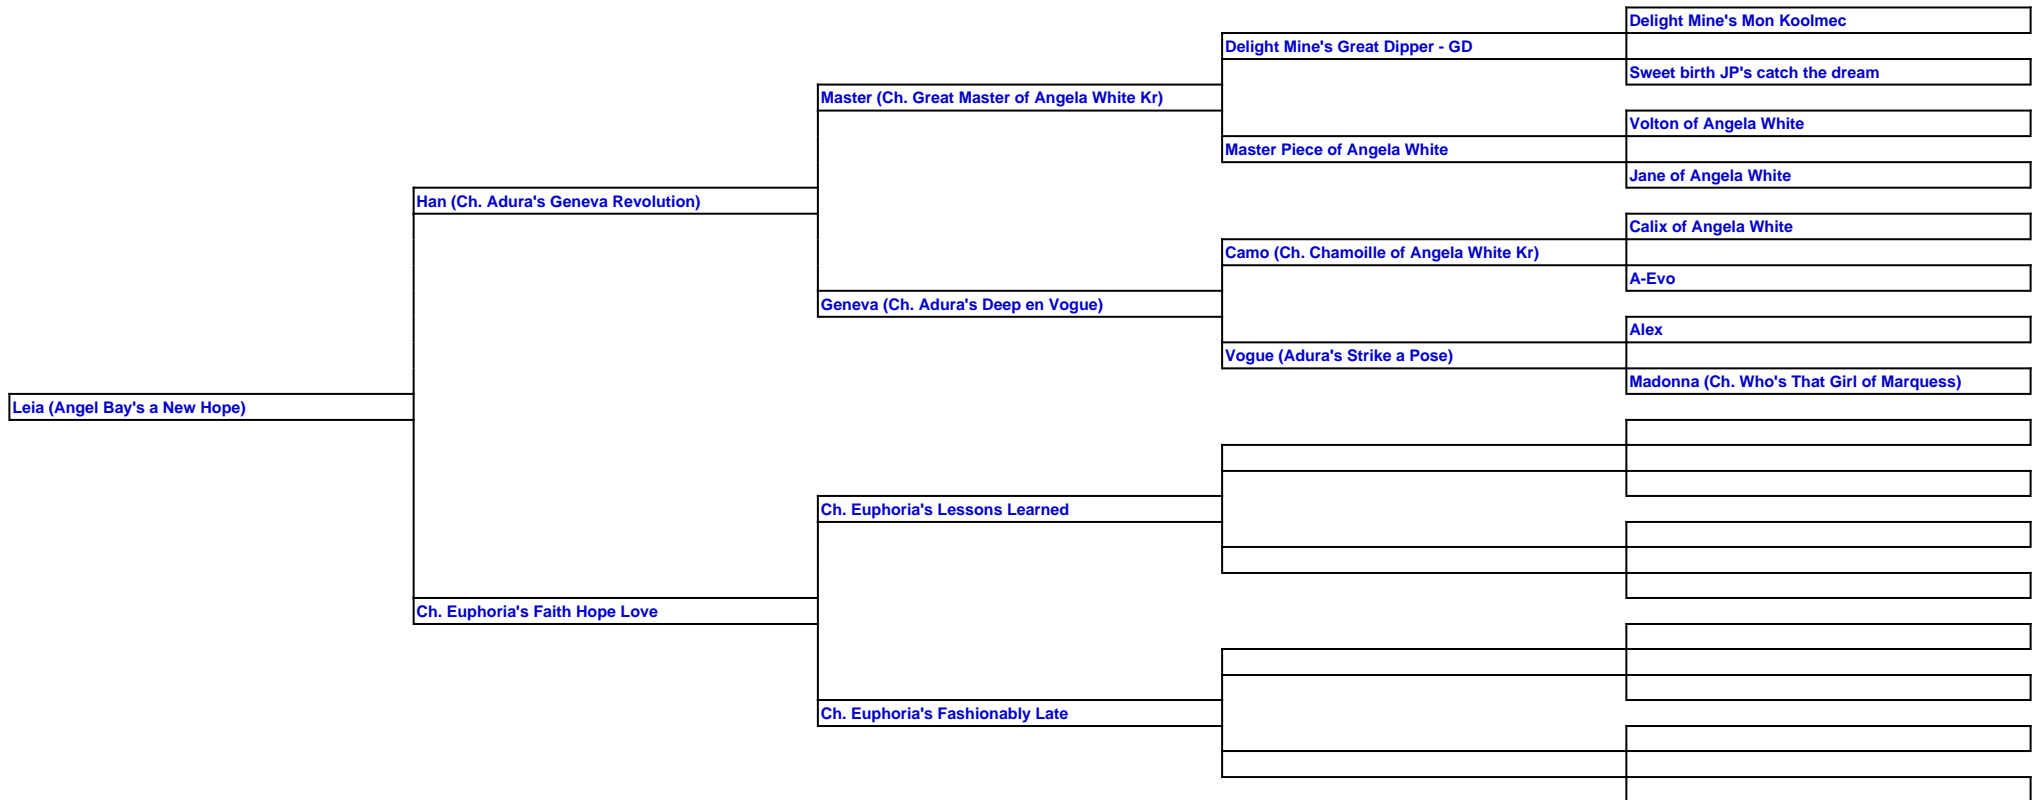 Delight Mine's Mon Koolmec
Delight Mine's Great Dipper - GD
Sweet birth JP's catch the dream
Master (Ch. Great Master of Angela White Kr)
Volton of Angela White
Master Piece of Angela White
Jane of Angela White
Han (Ch. Adura's Geneva Revolution)
Calix of Angela White
Camo (Ch. Chamoille of Angela White Kr)
A-Evo
Geneva (Ch. Adura's Deep en Vogue)
Alex
Vogue (Adura's Strike a Pose)
Madonna (Ch. Who's That Girl of Marquess)
Leia (Angel Bay's a New Hope)
Ch. Euphoria's Lessons Learned
Ch. Euphoria's Faith Hope Love
Ch. Euphoria's Fashionably Late